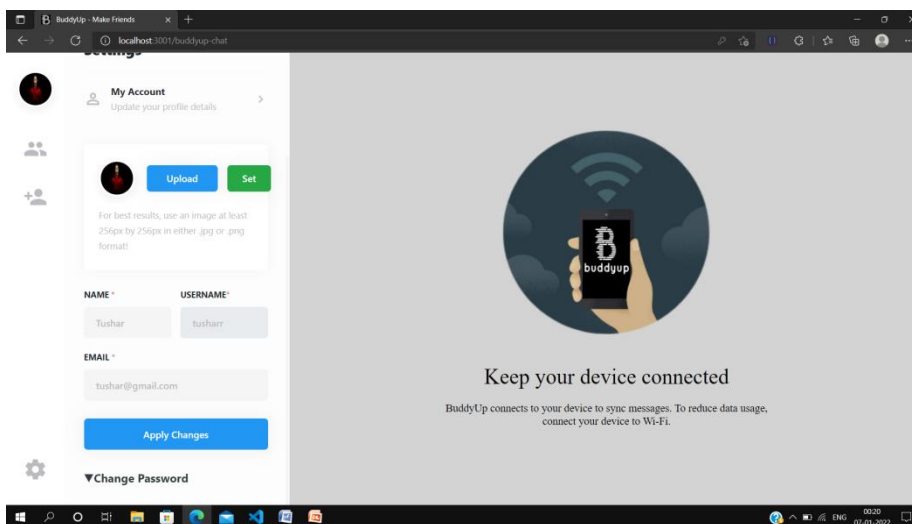 BuddyUp - Make Friends
localhost:3001/buddyup-chat
Settings
My Account
Update your profile details
Upload
Set
For best results, use an image at least
256px by 256px in either .jpg or .png
format!
NAME *
USERNAME*
Tushar
tusharr
EMAIL *
tushar@gmail.com
Apply Changes
▼Change Password
B
buddyup
Keep your device connected
BuddyUp connects to your device to sync messages. To reduce data usage,
connect your device to Wi-Fi.
ENG
00:20
07-01-2022